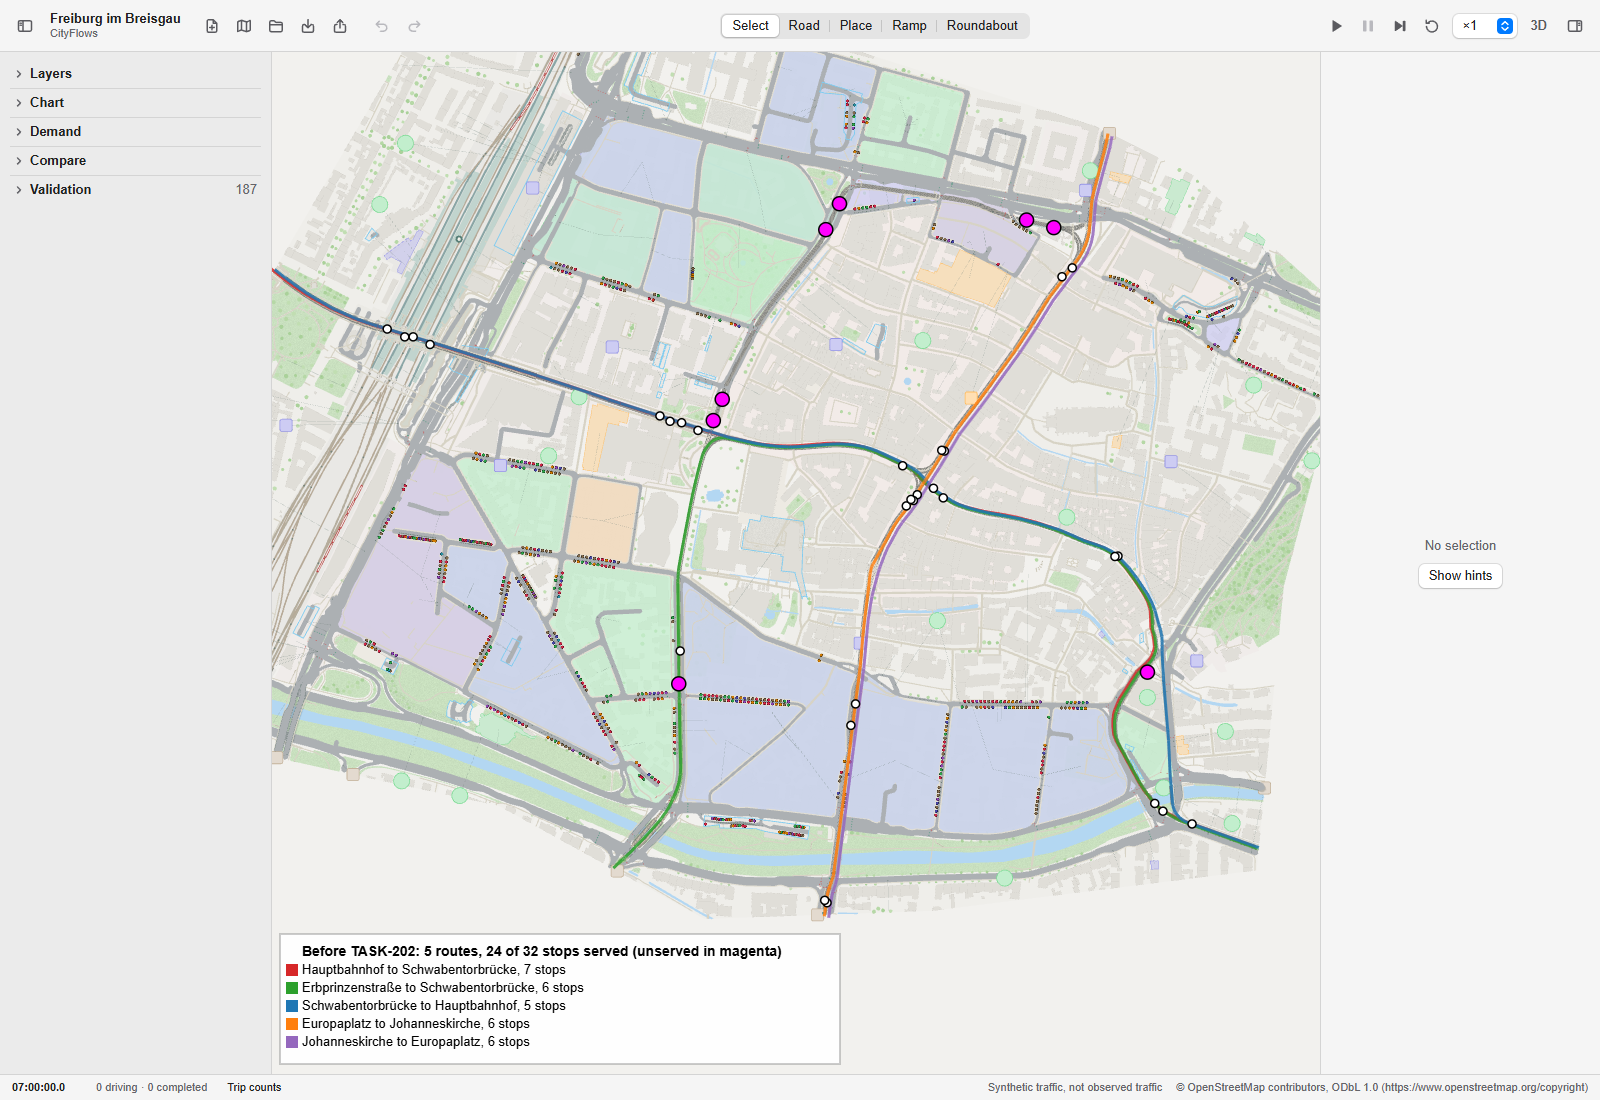 Freiburg im Breisgau
CityFlows
Select
Road
Place
Ramp
Roundabout
×1
3D
Layers
Chart
Demand
Compare
Validation 187
No selection
Show hints
Before TASK-202: 5 routes, 24 of 32 stops served (unserved in magenta)
Hauptbahnhof to Schwabentorbrücke, 7 stops
Erbprinzenstraße to Schwabentorbrücke, 6 stops
Schwabentorbrücke to Hauptbahnhof, 5 stops
Europaplatz to Johanneskirche, 6 stops
Johanneskirche to Europaplatz, 6 stops
07:00:00.0 0 driving · 0 completed Trip counts
Synthetic traffic, not observed traffic © OpenStreetMap contributors, ODbL 1.0 (https://www.openstreetmap.org/copyright)